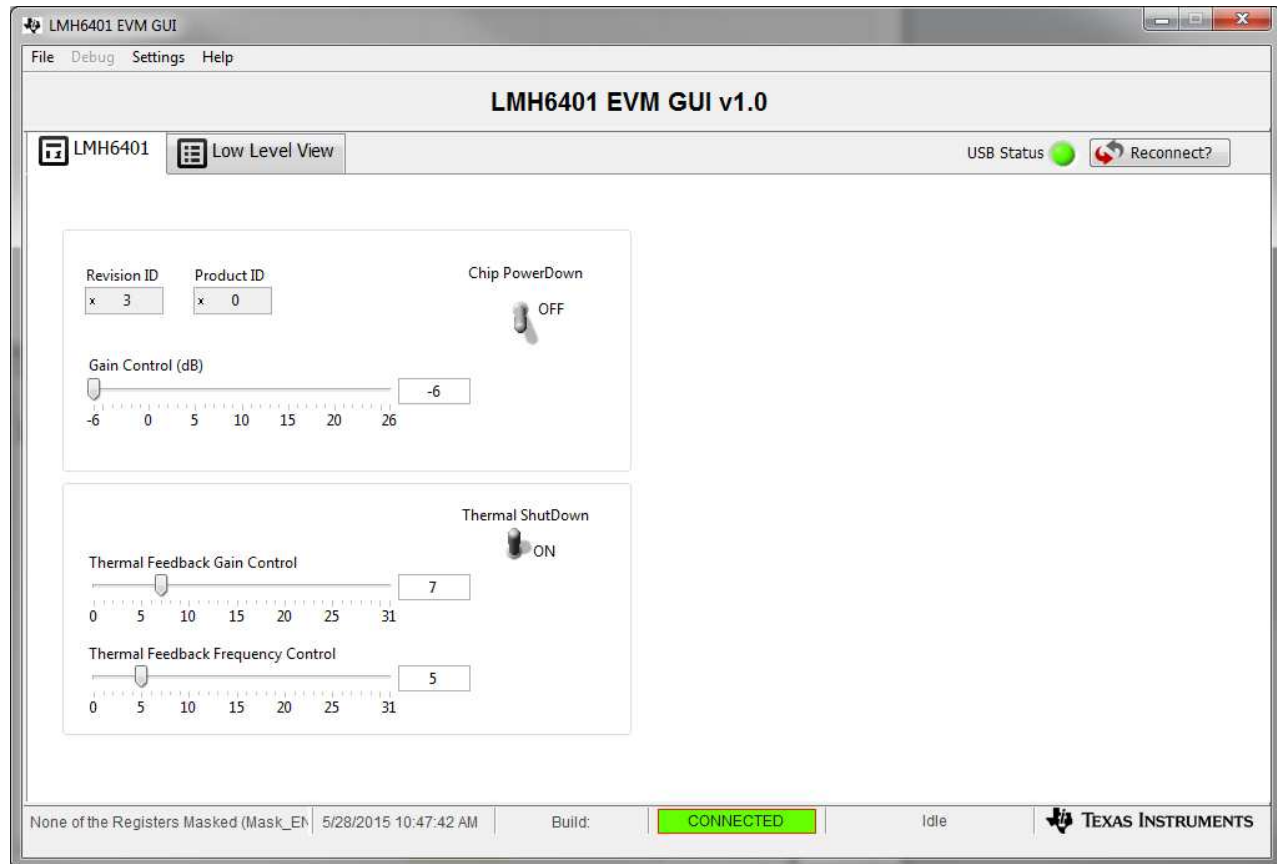 LMH6401 EVM GUI
File Debug Settings Help
LMH6401 EVM GUI v1.0
LMH6401 Low Level View USB Status Reconnect?
Revision ID Product ID Chip PowerDown
x 3 x 0 OFF
Gain Control (dB)
-6
-6 0 5 10 15 20 26
Thermal ShutDown
ON
Thermal Feedback Gain Control
7
0 5 10 15 20 25 31
Thermal Feedback Frequency Control
5
0 5 10 15 20 25 31
None of the Registers Masked (Mask_EN 5/28/2015 10:47:42 AM Build: CONNECTED Idle TEXAS INSTRUMENTS